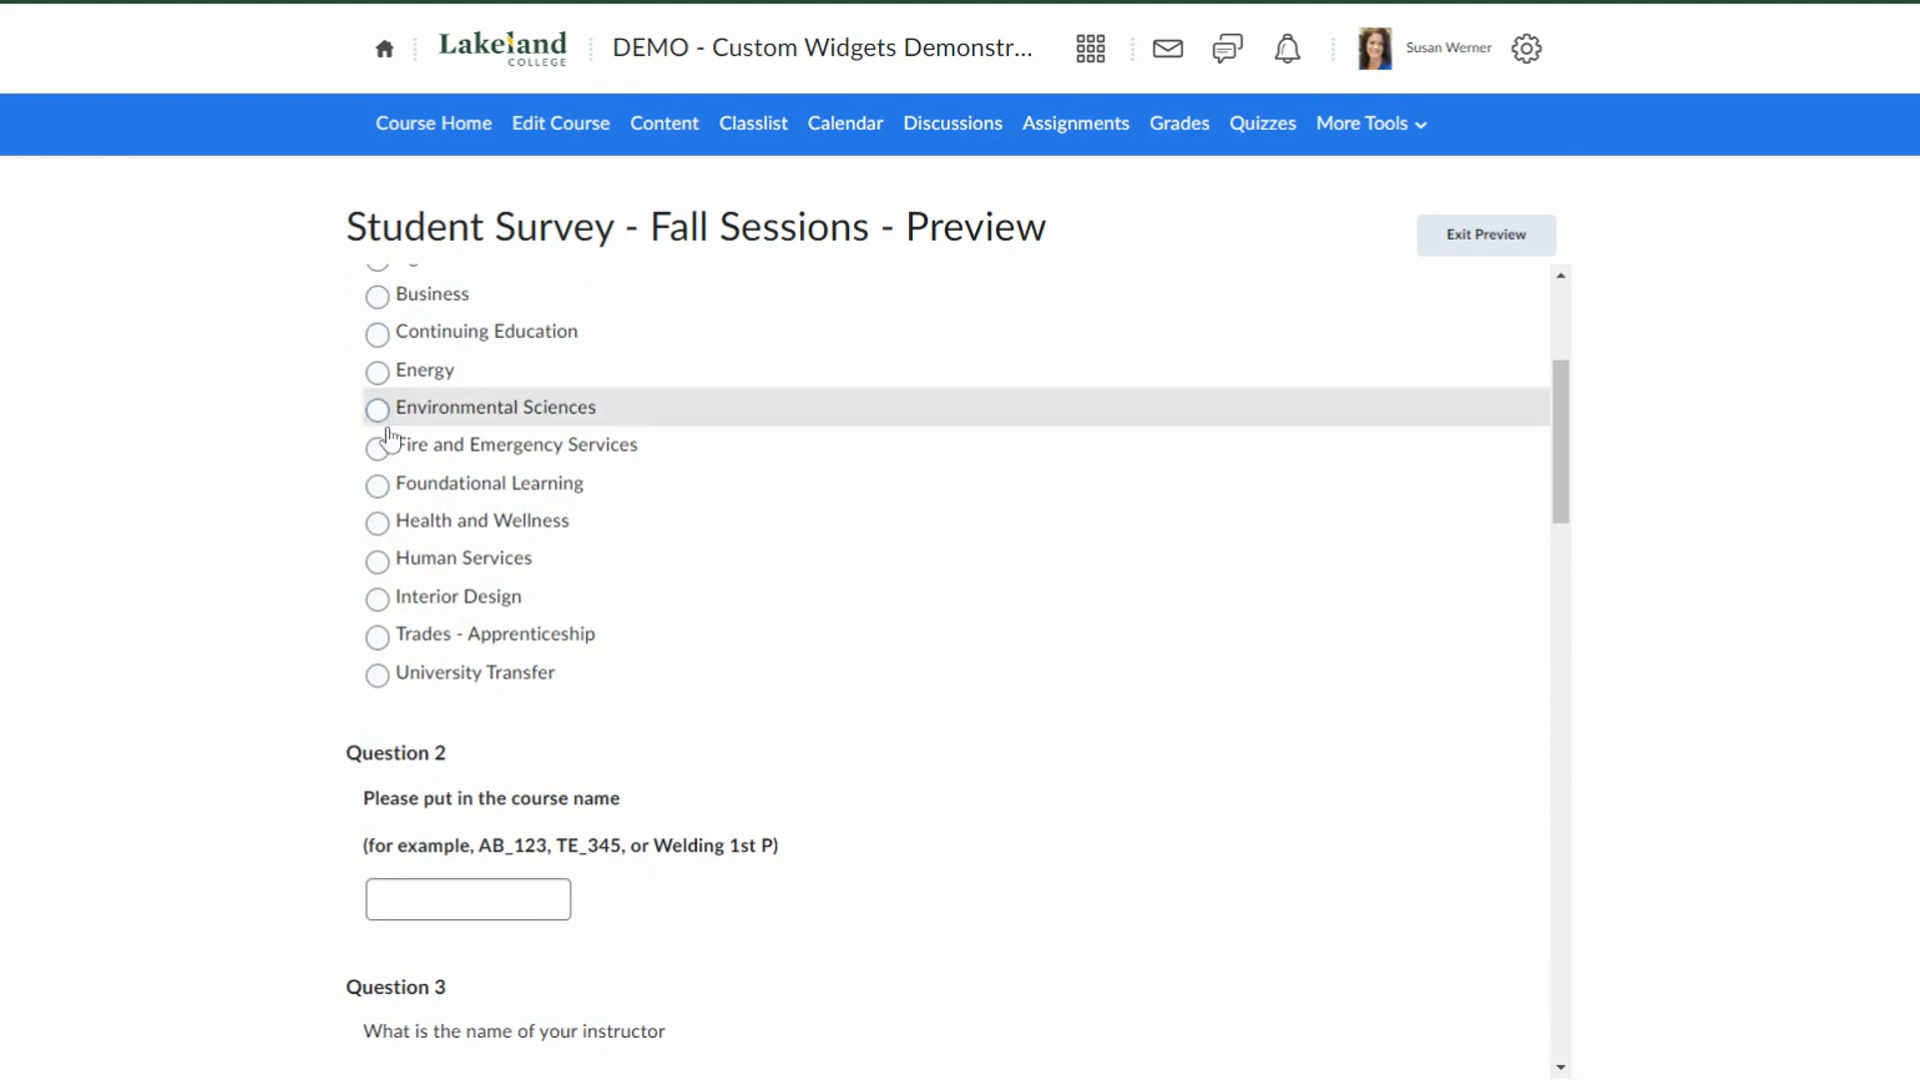 Lakeland
COLLEGE
DEMO - Custom Widgets Demonstr...
Susan Werner
Course Home
Edit Course
Content
Classlist
Calendar
Discussions
Assignments
Grades
Quizzes
More Tools
Student Survey - Fall Sessions - Preview
Exit Preview
Business
Continuing Education
Energy
Environmental Sciences
Fire and Emergency Services
Foundational Learning
Health and Wellness
Human Services
Interior Design
Trades - Apprenticeship
University Transfer
Question 2
Please put in the course name
(for example, AB_123, TE_345, or Welding 1st P)
Question 3
What is the name of your instructor